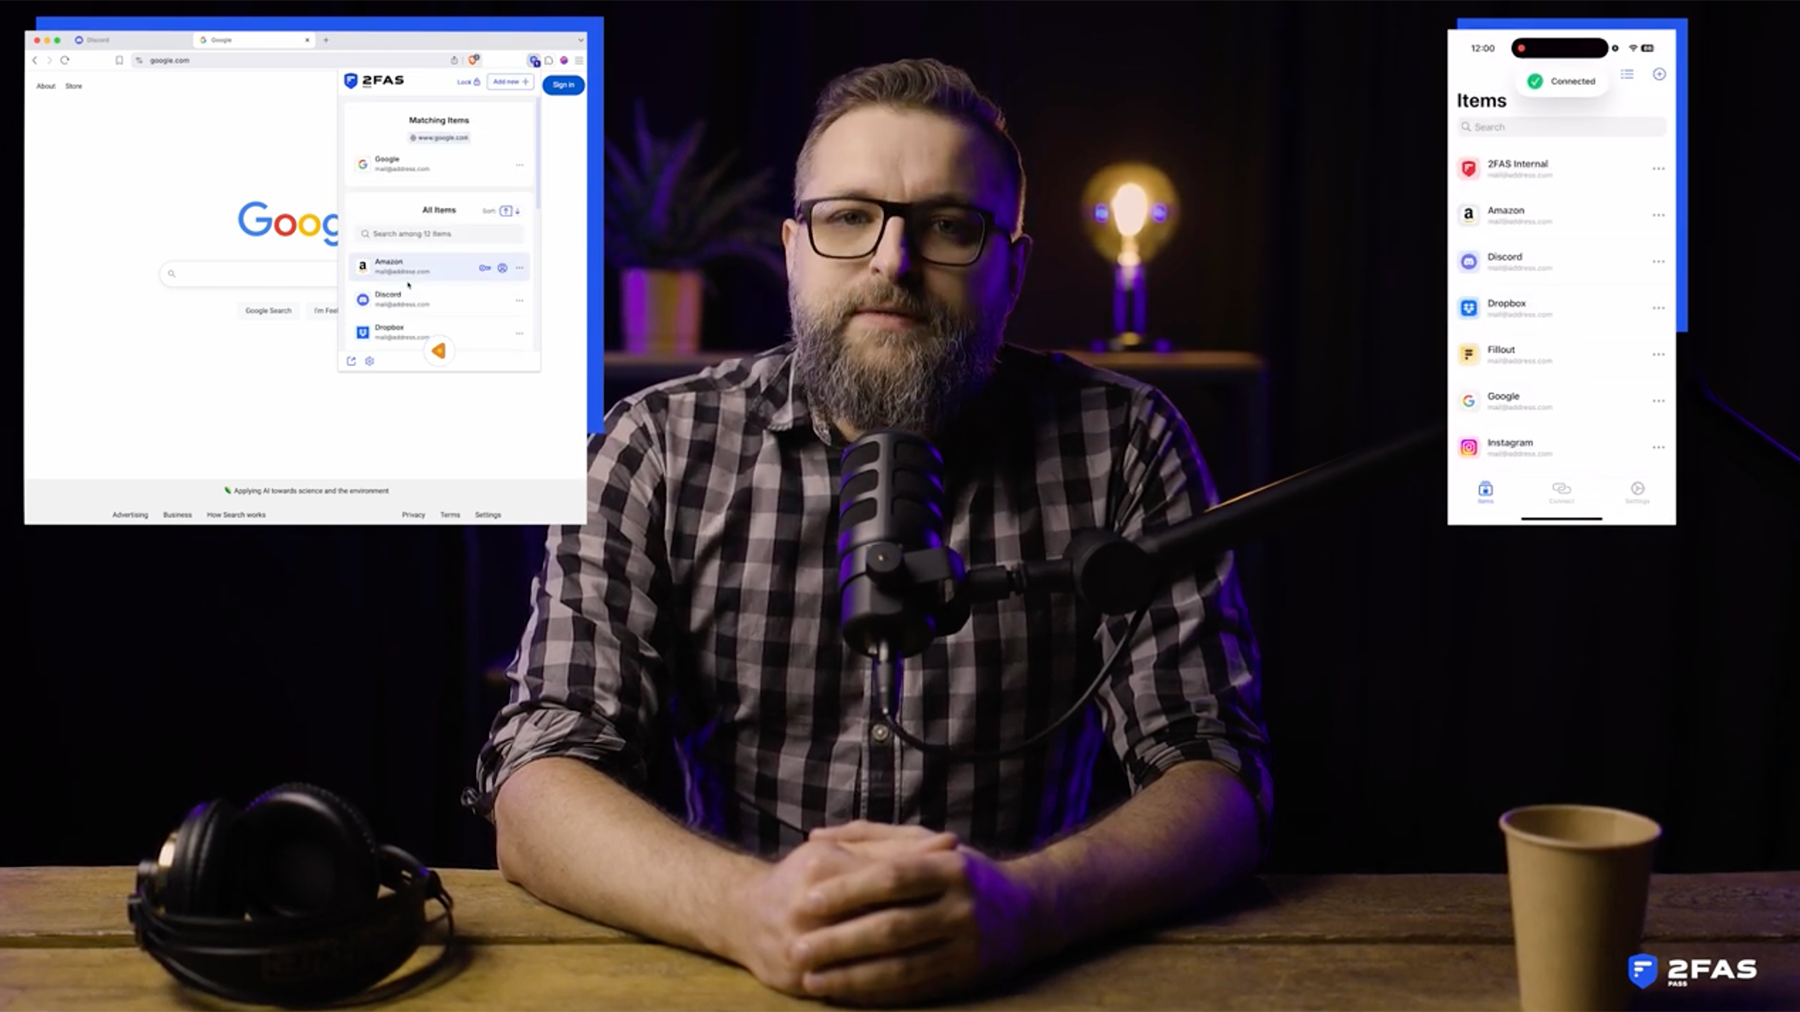 Discord
Google
google.com
About
Store
2FAS
PASS
Lock
Add new
Sign in
Matching Items
www.google.com
Google
mail@address.com
All Items
Sort:
Search among 12 items
Amazon
mail@address.com
Discord
mail@address.com
Dropbox
mail@address.com
Goog
Google Search
I'm Feel
Applying AI towards science and the environment
Advertising
Business
How Search works
Privacy
Terms
Settings
12:00
Connected
Items
Search
2FAS Internal
mail@address.com
Amazon
mail@address.com
Discord
mail@address.com
Dropbox
mail@address.com
Fillout
mail@address.com
Google
mail@address.com
Instagram
mail@address.com
Items
Connect
Settings
2FAS
PASS